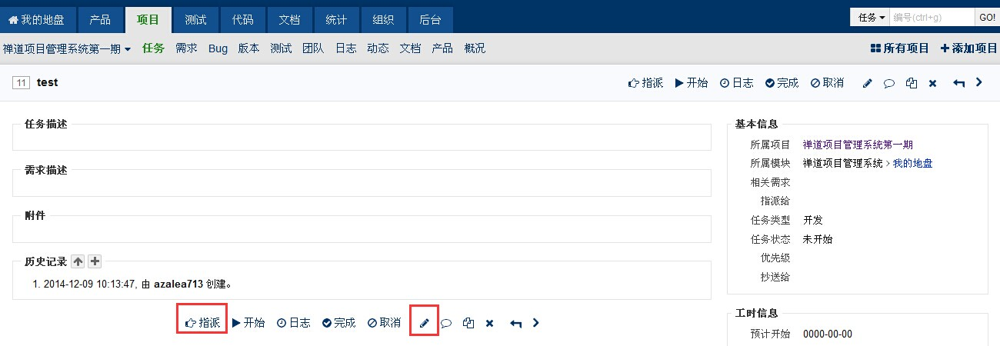 我的地盘 产品 项目 测试 代码 文档 统计 组织 后台 任务 编号(ctrl+g) GO!
禅道项目管理系统第一期 任务 需求 Bug 版本 测试 团队 日志 动态 文档 产品 概况 所有项目 添加项目
11 test 指派 开始 日志 完成 取消
任务描述
需求描述
附件
历史记录
1. 2014-12-09 10:13:47, 由 azalea713 创建。
指派 开始 日志 完成 取消
基本信息
所属项目 禅道项目管理系统第一期
所属模块 禅道项目管理系统 › 我的地盘
相关需求
指派给
任务类型 开发
任务状态 未开始
优先级
抄送给
工时信息
预计开始 0000-00-00